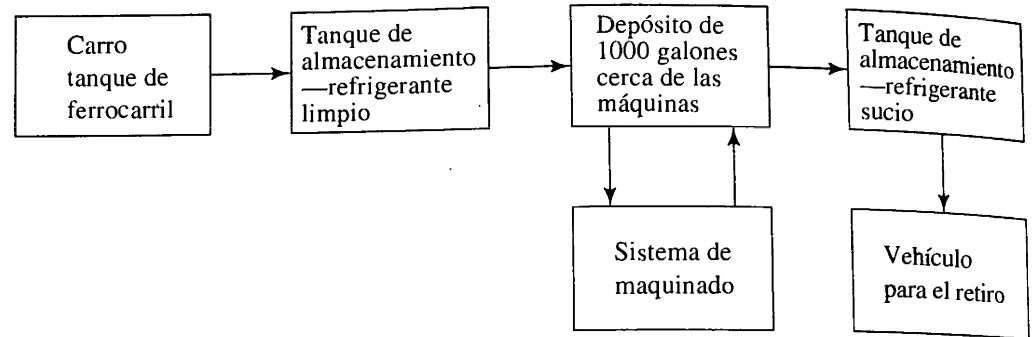 Carro
tanque de
ferrocarril
Tanque de
almacenamiento
—refrigerante
limpio
Depósito de
1000 galones
cerca de las
máquinas
Tanque de
almacenamiento
—refrigerante
sucio
Sistema de
maquinado
Vehículo
para el retiro